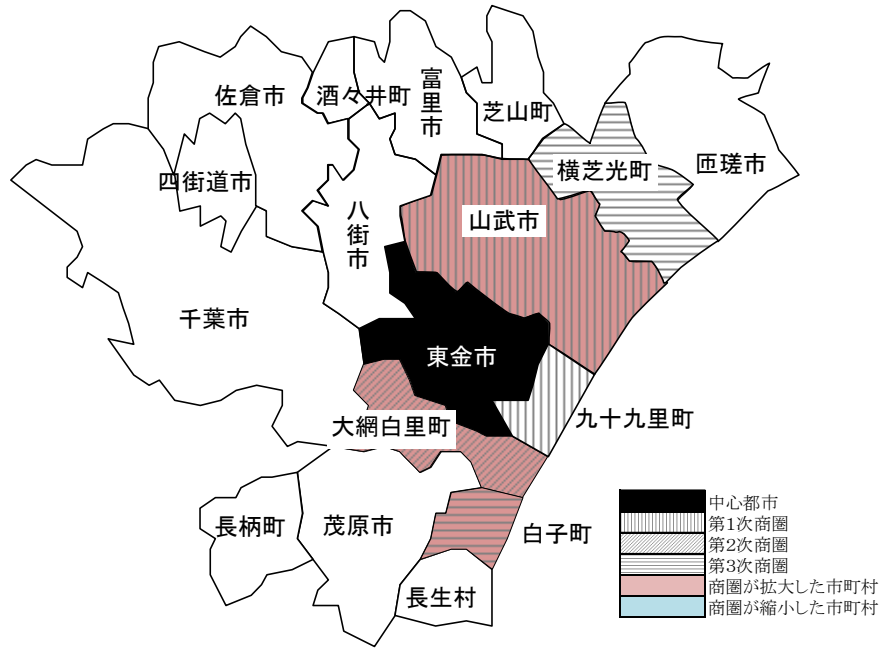 佐倉市
酒々井町
富里市
芝山町
横芝光町
匝瑳市
四街道市
八街市
山武市
千葉市
東金市
九十九里町
大網白里町
長柄町
茂原市
白子町
長生村
中心都市
第1次商圏
第2次商圏
第3次商圏
商圏が拡大した市町村
商圏が縮小した市町村